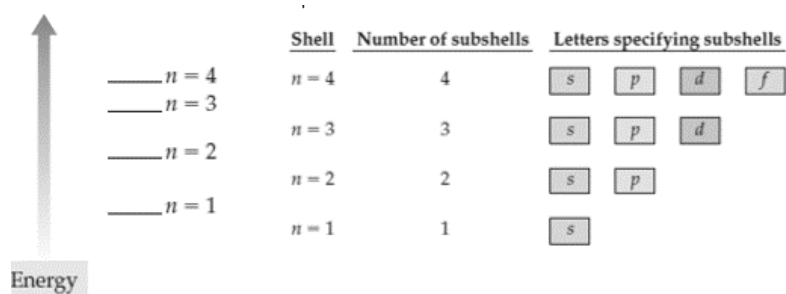 Shell Number of subshells Letters specifying subshells
n = 4 n = 4 4 s p d f
n = 3
n = 3 3 s p d
n = 2
n = 2 2 s p
n = 1
n = 1 1 s
Energy